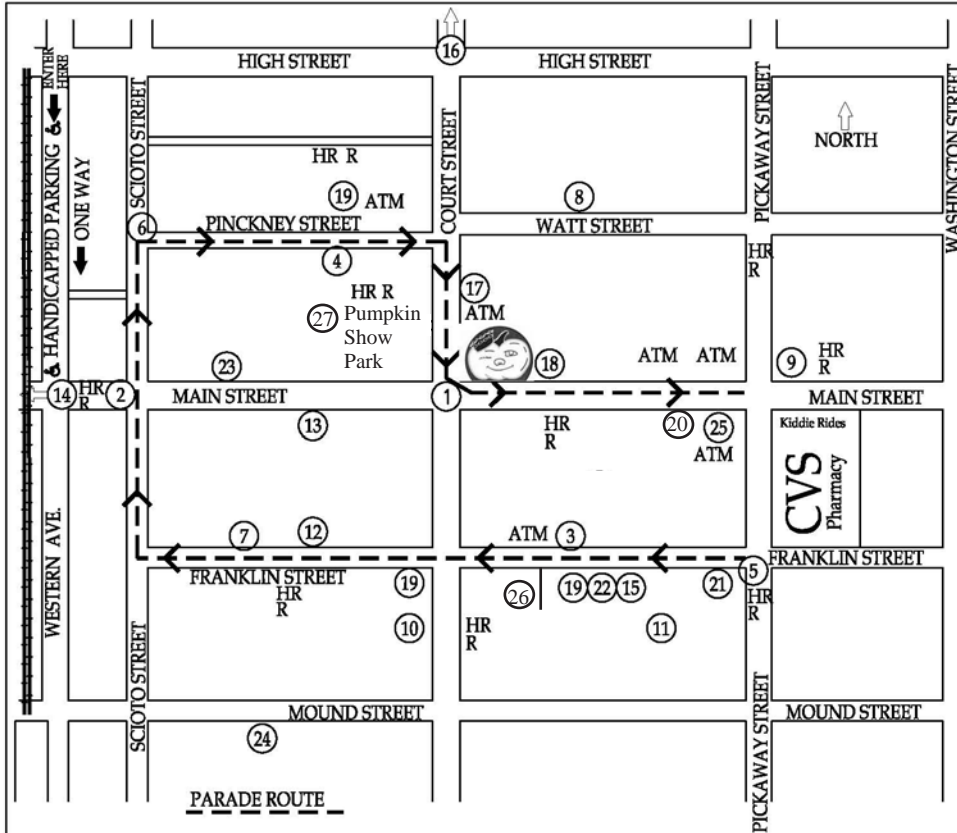 16
HIGH STREET
HIGH STREET
ENTER
HERE
HANDICAPPED PARKING
ONE WAY
SCIOTO STREET
COURT STREET
PICKAWAY STREET
WASHINGTON STREET
NORTH
HR R
19
ATM
8
6
PINCKNEY STREET
WATT STREET
4
HR
R
HR R
17
ATM
27 Pumpkin
Show
Park
23
18
ATM
ATM
9
HR
R
14
HR
R
2
MAIN STREET
1
MAIN STREET
13
HR
R
20
25
ATM
Kiddie Rides
CVS
Pharmacy
WESTERN AVE.
7
12
ATM
3
FRANKLIN STREET
FRANKLIN STREET
5
HR
R
19
26
19
22
15
21
HR
R
10
HR
R
11
SCIOTO STREET
MOUND STREET
MOUND STREET
PICKAWAY STREET
24
PARADE ROUTE